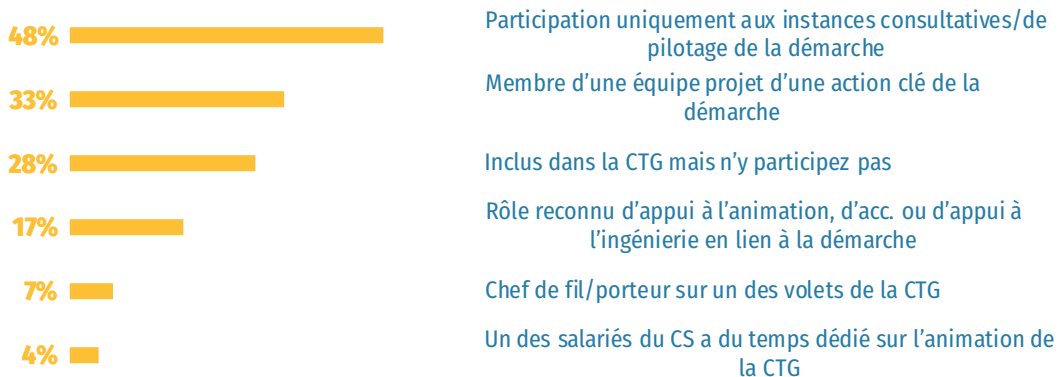 48%
Participation uniquement aux instances consultatives/de
pilotage de la démarche
33%
Membre d’une équipe projet d’une action clé de la
démarche
28%
Inclus dans la CTG mais n’y participez pas
17%
Rôle reconnu d’appui à l’animation, d’acc. ou d’appui à
l’ingénierie en lien à la démarche
7%
Chef de fil/porteur sur un des volets de la CTG
4%
Un des salariés du CS a du temps dédié sur l’animation de
la CTG